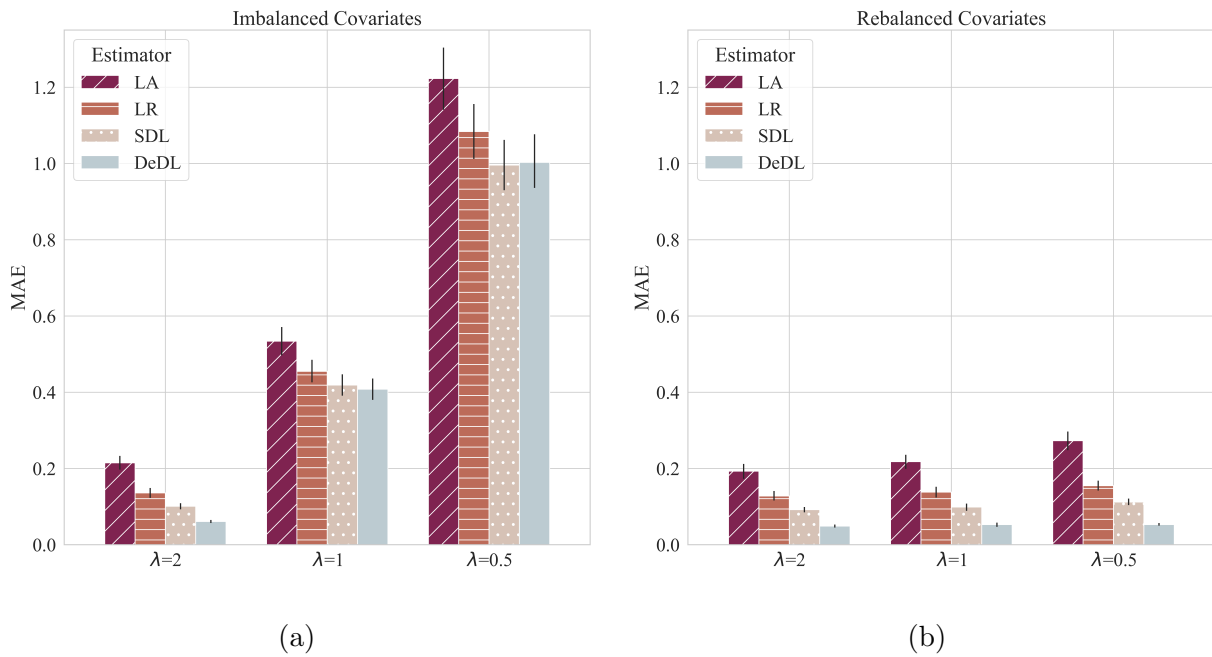 Imbalanced Covariates
MAE
1.2
1.0
0.8
0.6
0.4
0.2
0.0
Estimator
LA
LR
SDL
DeDL
λ=2
λ=1
λ=0.5
(a)
Rebalanced Covariates
MAE
1.2
1.0
0.8
0.6
0.4
0.2
0.0
Estimator
LA
LR
SDL
DeDL
λ=2
λ=1
λ=0.5
(b)